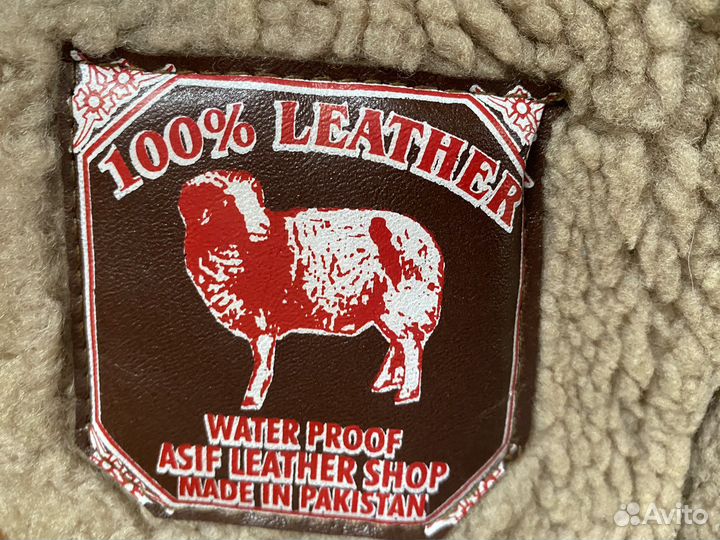 100% LEATHER
WATER PROOF
ASIF LEATHER SHOP
MADE IN PAKISTAN
Avito